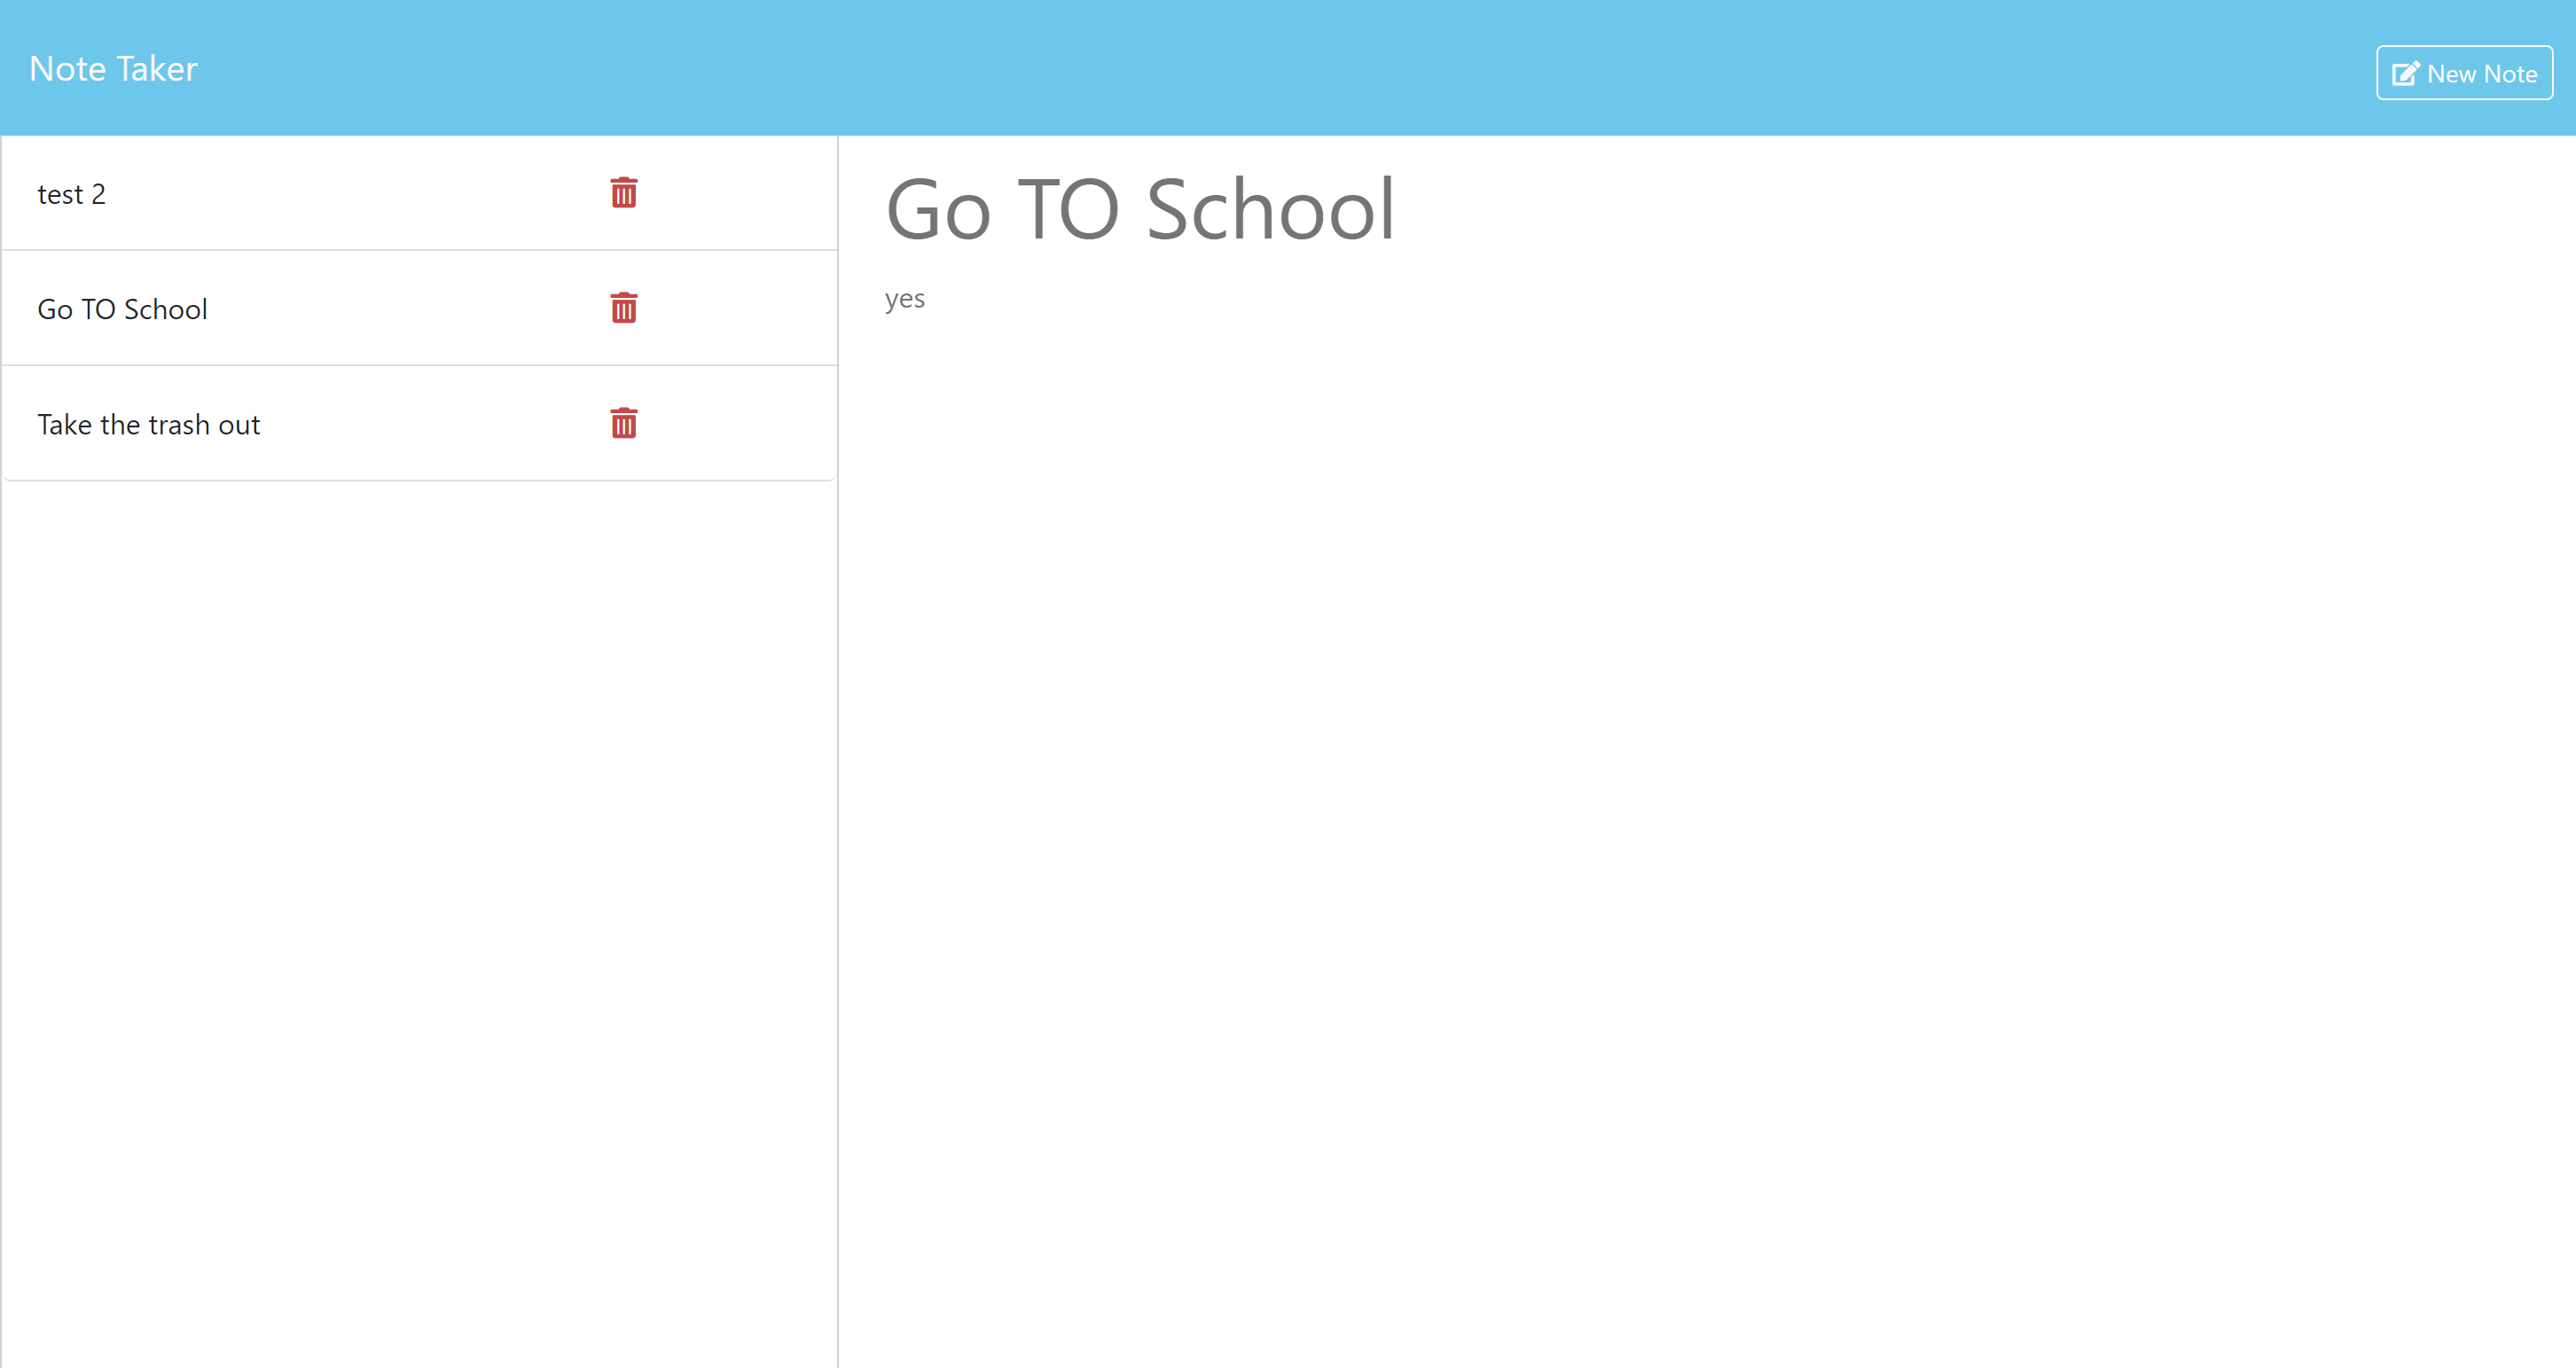 Note Taker
New Note
test 2
Go TO School
Take the trash out
Go TO School
yes